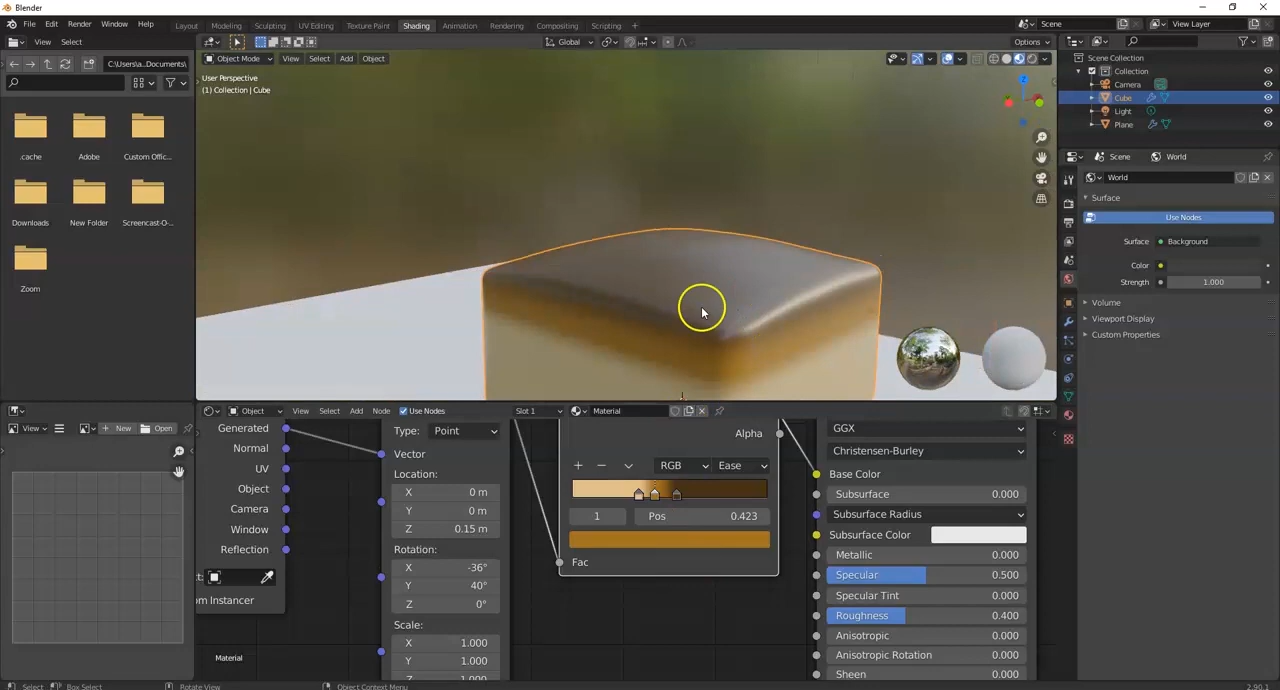 Blender
File Edit Render Window Help Layout Modeling Sculpting UV Editing Texture Paint Shading Animation Rendering Compositing Scripting + Scene View Layer
View Select Global Options
C:\Users\a..Documents\ Object Mode View Select Add Object
User Perspective
(1) Collection | Cube
Scene Collection
Collection
Camera
Cube
Light
Plane
.cache Adobe Custom Offic...
Downloads New Folder Screencast-O-...
Zoom
Scene World
World
Surface
Use Nodes
Surface Background
Color
Strength 1.000
Volume
Viewport Display
Custom Properties
View + New Open
Object View Select Add Node Use Nodes Slot 1 Material
Generated
Normal
UV
Object
Camera
Window
Reflection
om Instancer
Material
Type: Point
Vector
Location:
X 0 m
Y 0 m
Z 0.15 m
Rotation:
X -36°
Y 40°
Z 0°
Scale:
X 1.000
Y 1.000
Z 1.000
Alpha
+ − RGB Ease
1 Pos 0.423
Fac
GGX
Christensen-Burley
Base Color
Subsurface 0.000
Subsurface Radius
Subsurface Color
Metallic 0.000
Specular 0.500
Specular Tint 0.000
Roughness 0.400
Anisotropic 0.000
Anisotropic Rotation 0.000
Sheen 0.000
Select Box Select Rotate View Object Context Menu 2.90.1